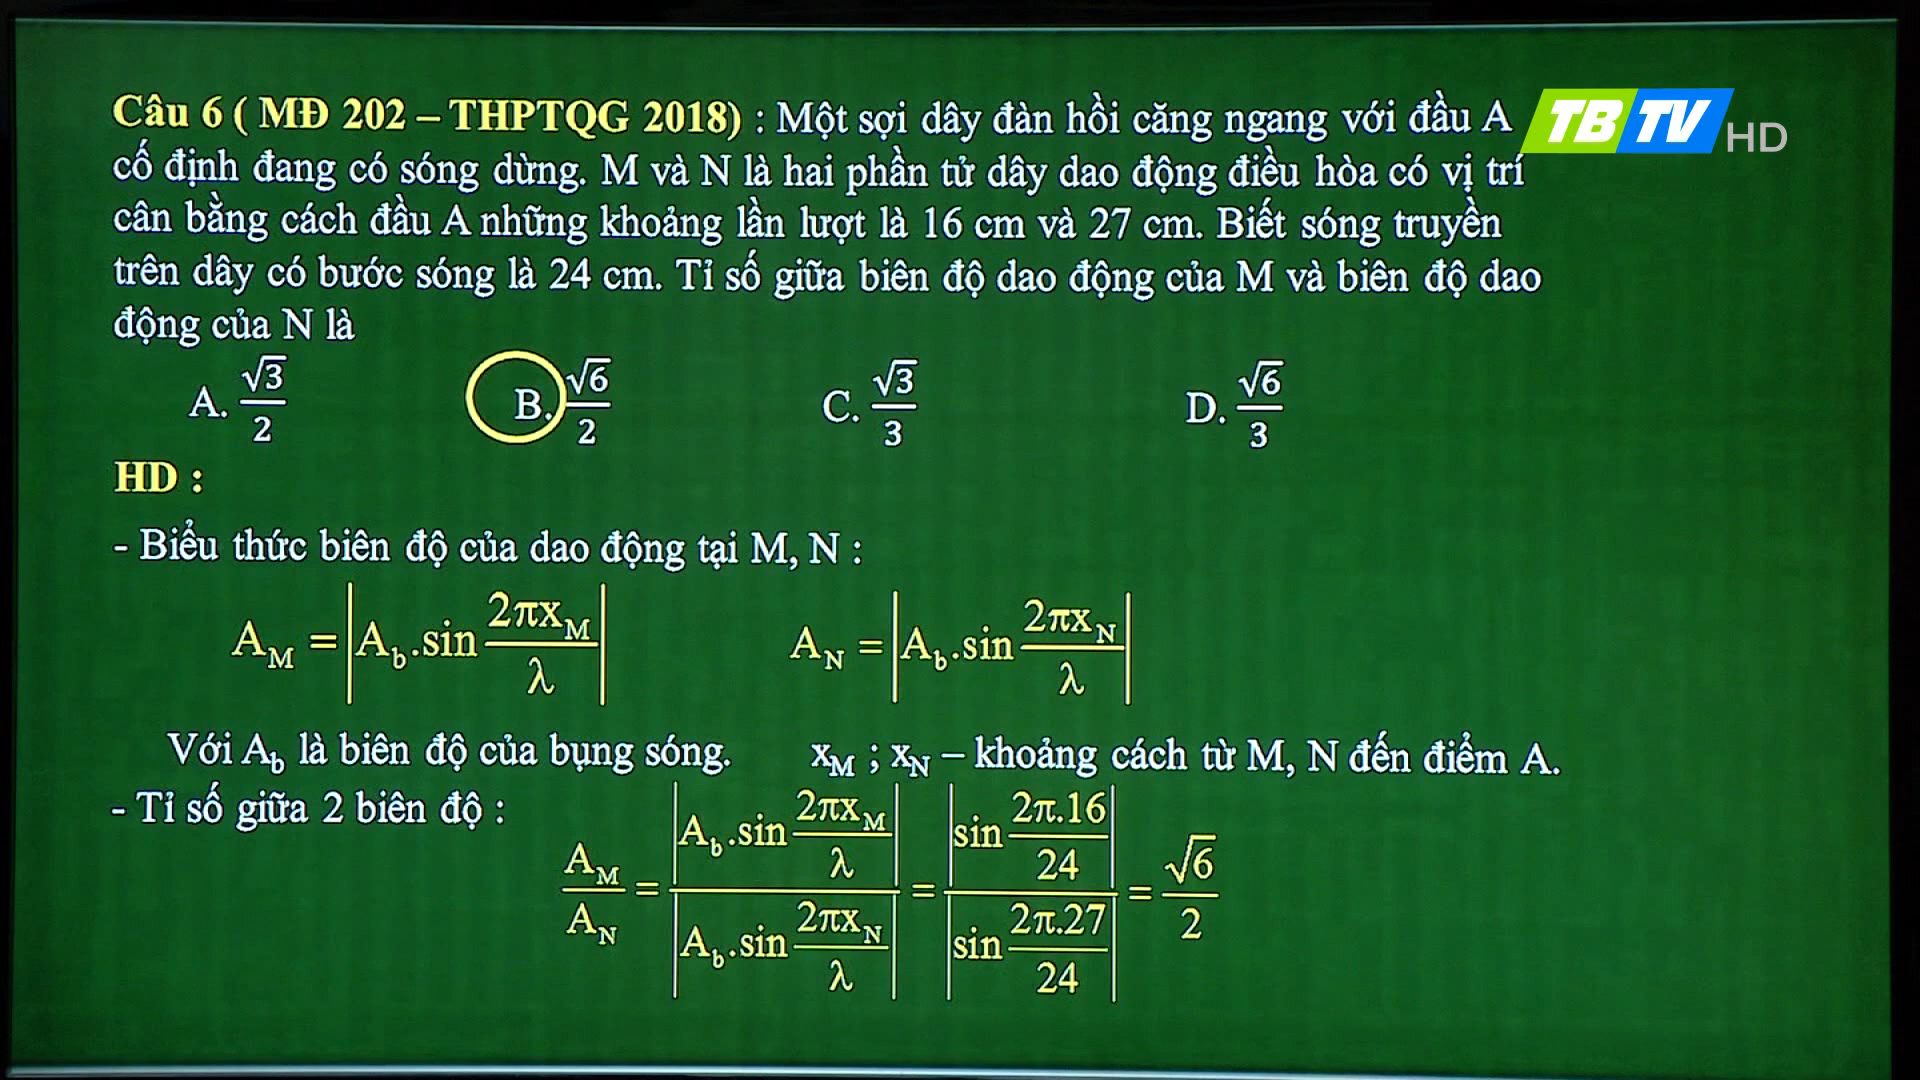 Câu 6 ( MĐ 202 – THPTQG 2018) : Một sợi dây đàn hồi căng ngang với đầu A
TBTV HD
cố định đang có sóng dừng. M và N là hai phần tử dây dao động điều hòa có vị trí
cân bằng cách đầu A những khoảng lần lượt là 16 cm và 27 cm. Biết sóng truyền
trên dây có bước sóng là 24 cm. Tỉ số giữa biên độ dao động của M và biên độ dao
động của N là
A. √3/2 B. √6/2 C. √3/3 D. √6/3
HD :
- Biểu thức biên độ của dao động tại M, N :
A_M = |A_b.sin 2πx_M/λ| A_N = |A_b.sin 2πx_N/λ|
Với A_b là biên độ của bụng sóng. x_M ; x_N – khoảng cách từ M, N đến điểm A.
- Tỉ số giữa 2 biên độ :
A_M/A_N = |A_b.sin 2πx_M/λ| / |A_b.sin 2πx_N/λ| = |sin 2π.16/24| / |sin 2π.27/24| = √6/2